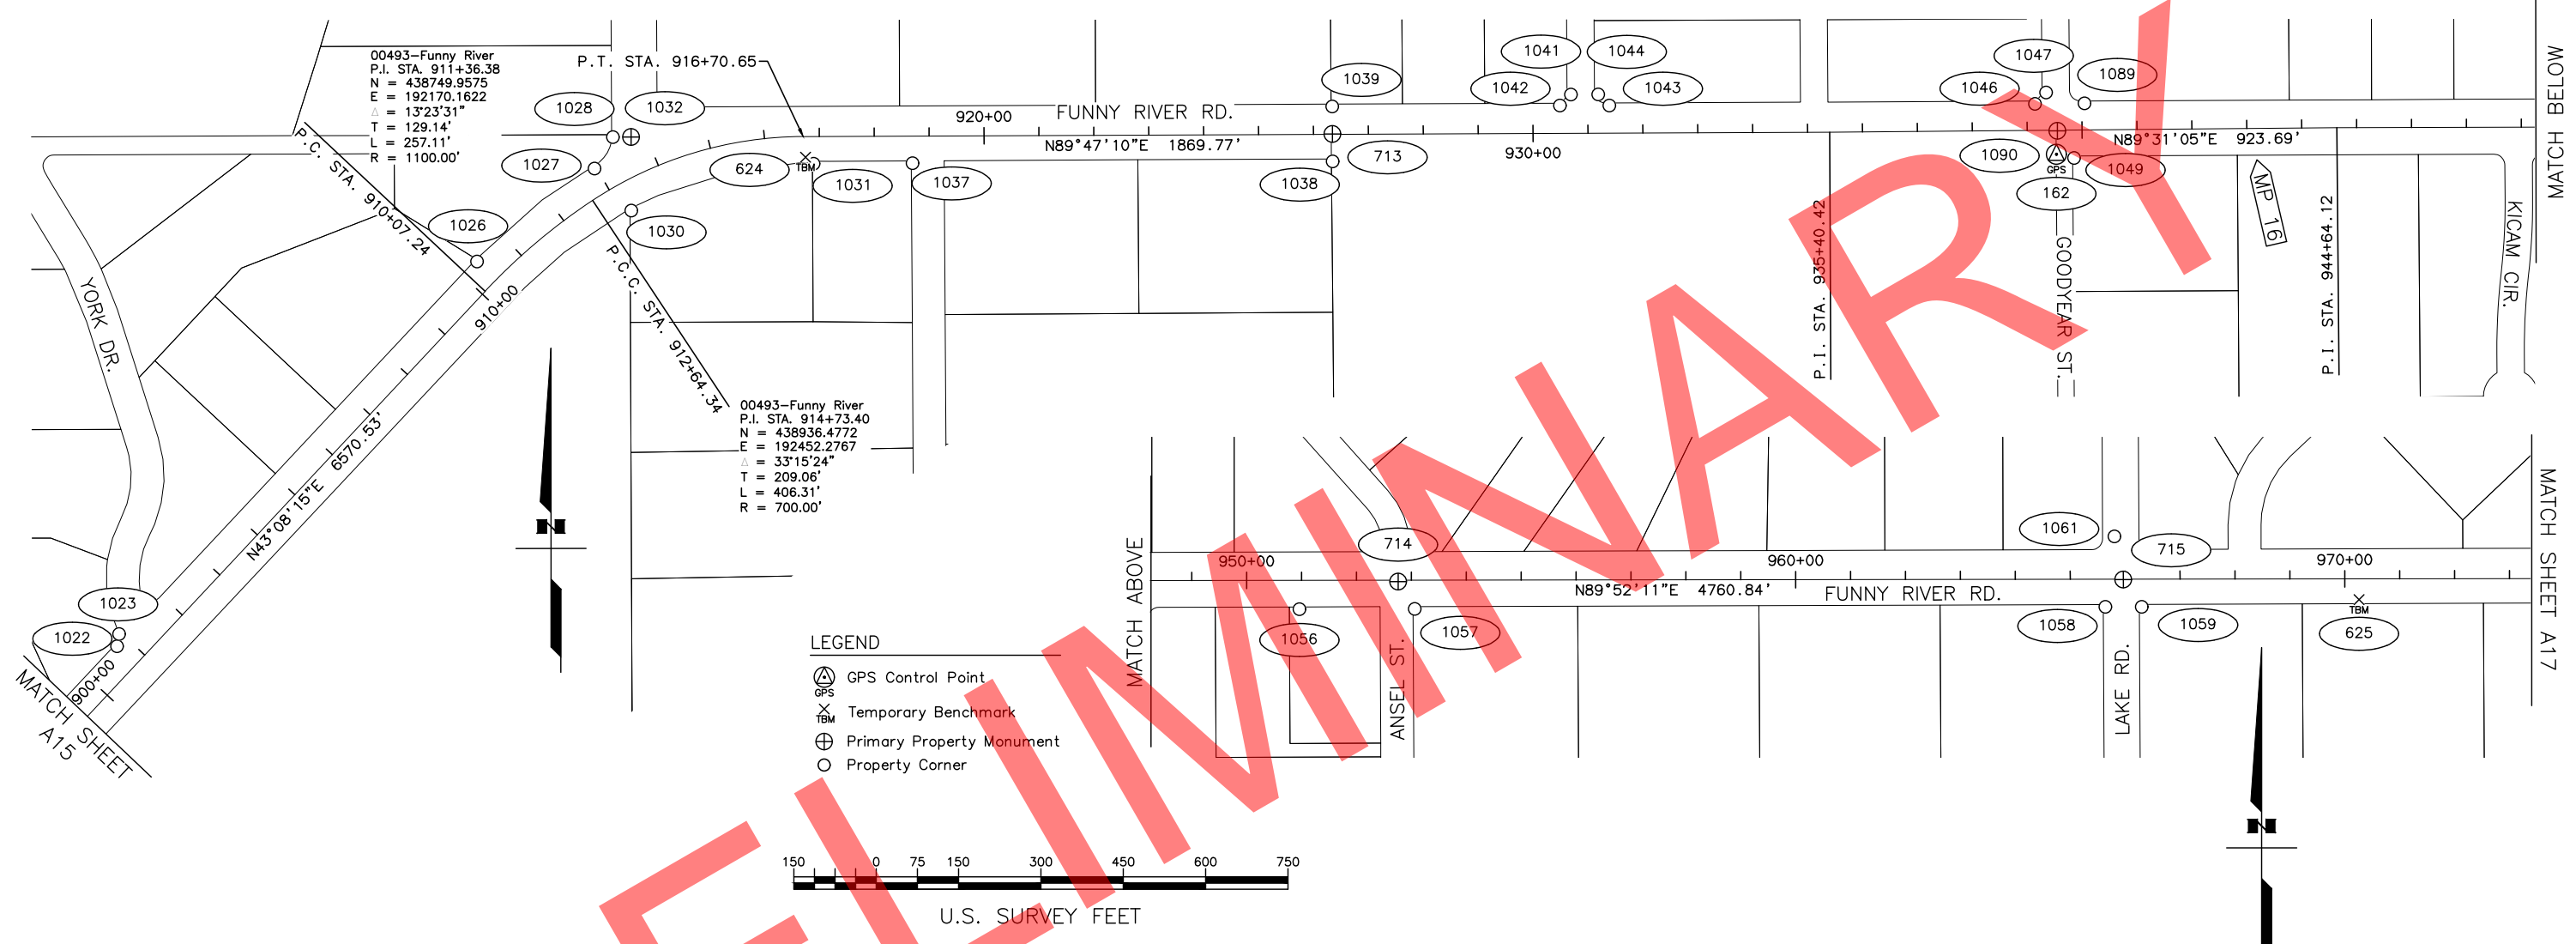 00493-Funny River
P.I. STA. 911+36.38
N = 438749.9575
E = 192170.1622
△ = 13°23'31"
T = 129.14'
L = 257.11'
R = 1100.00'
P.C. STA. 910+07.24
P.T. STA. 916+70.65
1028
1032
1027
1026
1030
624
TBM
1031
1037
920+00
FUNNY RIVER RD.
N89°47'10"E 1869.77'
1039
1038
713
1042
1041
1044
1043
930+00
P.I. STA. 935+40.42
1046
1047
1089
1090
GPS
162
1049
N89°31'05"E 923.69'
GOODYEAR ST.
MP 16
P.I. STA. 944+64.12
KICAM CIR.
MATCH BELOW
YORK DR.
910+00
P.C.C. STA. 912+64.34
00493-Funny River
P.I. STA. 914+73.40
N = 438936.4772
E = 192452.2767
△ = 33°15'24"
T = 209.06'
L = 406.31'
R = 700.00'
N43°08'15"E 6570.53'
1023
1022
900+00
MATCH SHEET
A15
N
LEGEND
GPS
GPS Control Point
TBM
Temporary Benchmark
Primary Property Monument
Property Corner
MATCH ABOVE
950+00
714
1056
1057
ANSEL ST.
N89°52'11"E 4760.84'
960+00
FUNNY RIVER RD.
1061
715
1058
1059
LAKE RD.
970+00
TBM
625
MATCH SHEET A17
N
150 0 75 150 300 450 600 750
U.S. SURVEY FEET
ELIMINARY